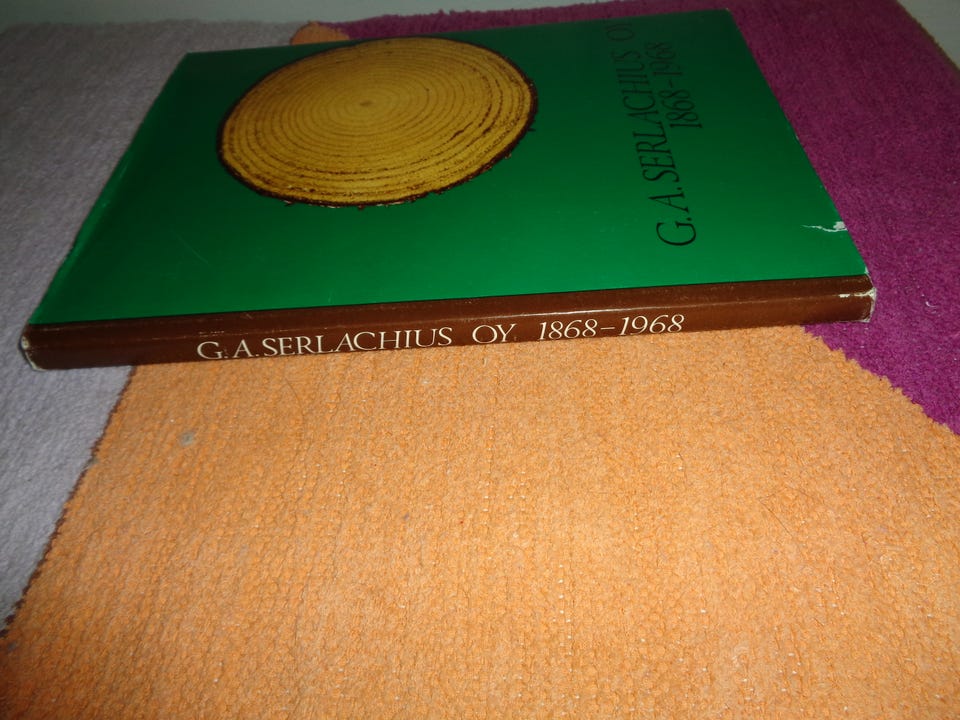 G. A. SERLACHIUS OY
1868–1968
G. A. SERLACHIUS OY 1868–1968